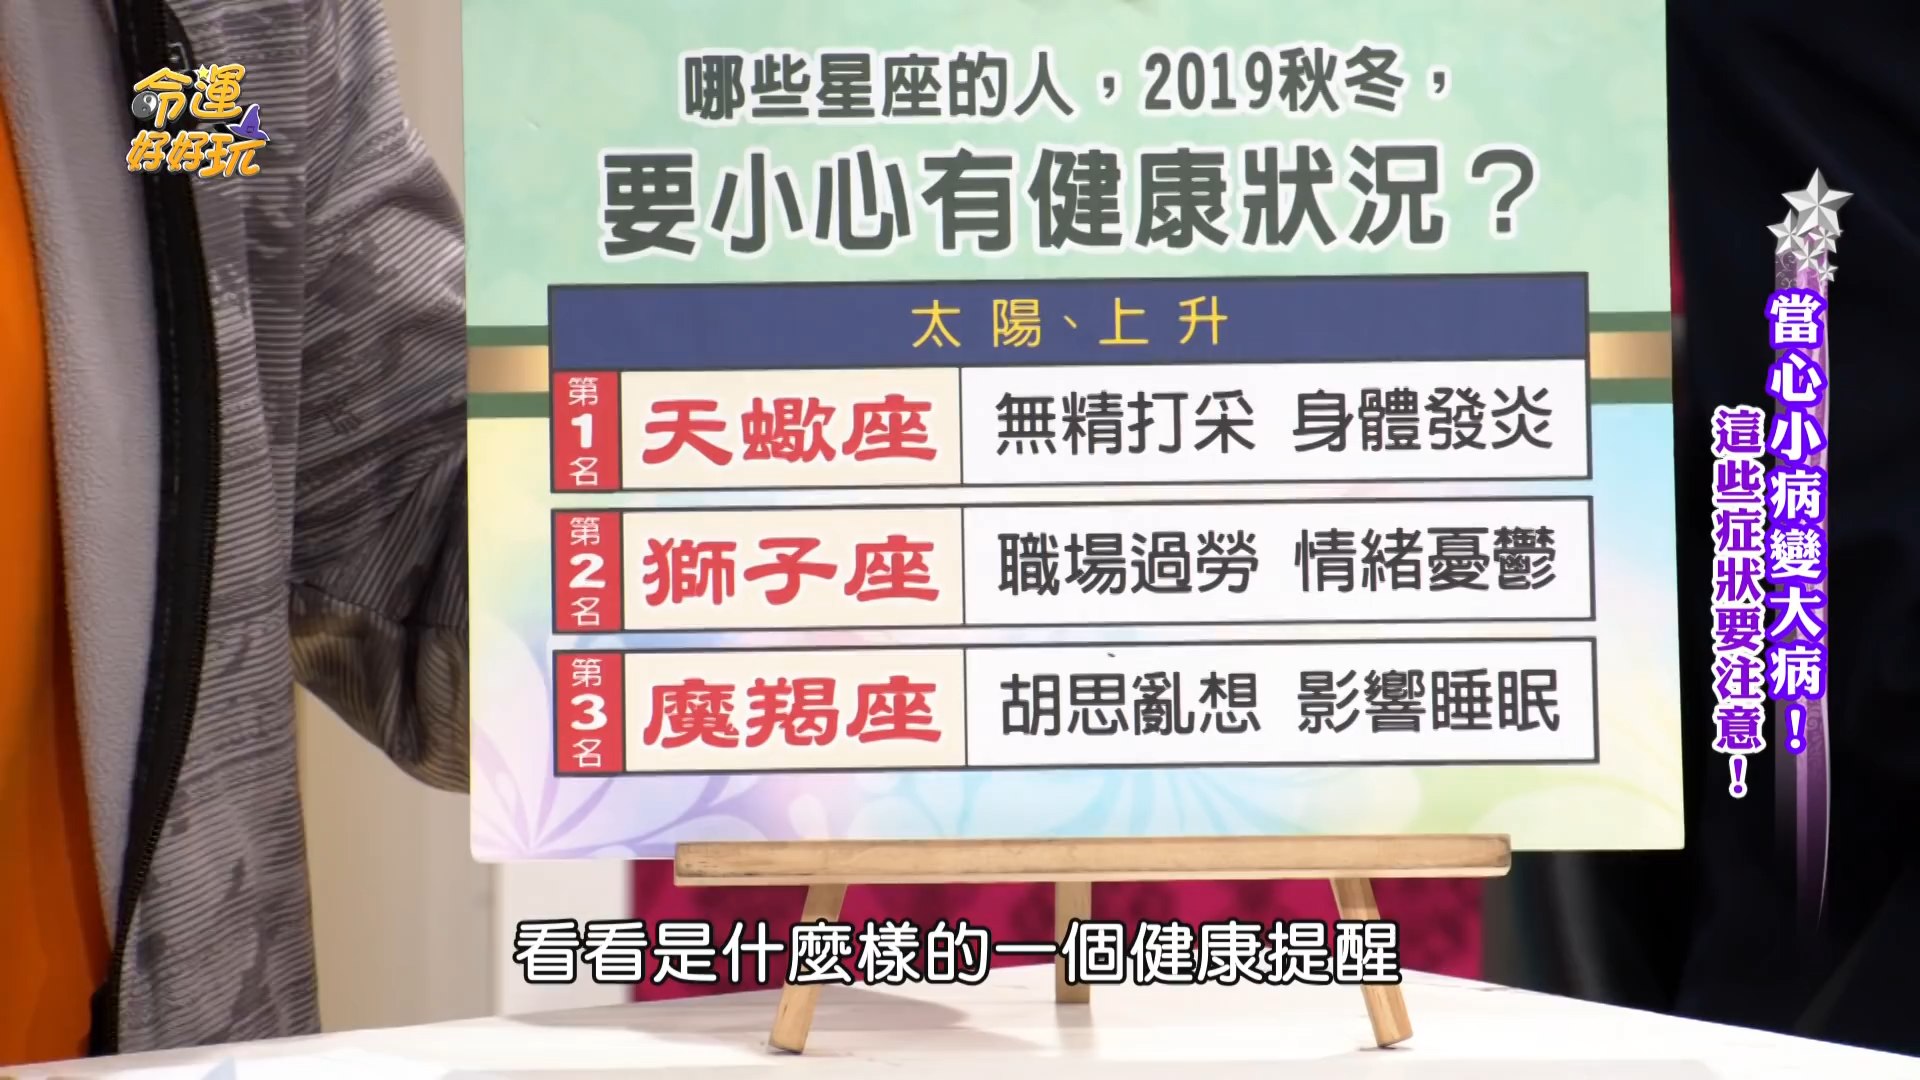 命運
好好玩
哪些星座的人，2019秋冬，
要小心有健康狀況？
太陽、上升
第1名 天蠍座 無精打采 身體發炎
第2名 獅子座 職場過勞 情緒憂鬱
第3名 魔羯座 胡思亂想 影響睡眠
當心小病變大病！
這些症狀要注意！
看看是什麼樣的一個健康提醒